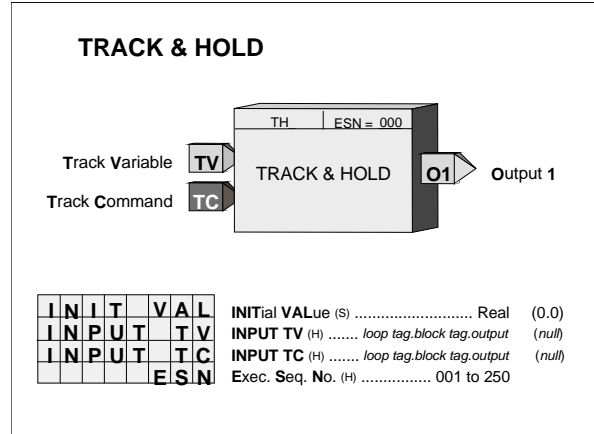 TRACK & HOLD
TH_ ESN = 000
Track Variable TV
TRACK & HOLD
O1 Output 1
Track Command TC
INIT VAL INITial VALue (S) ........................... Real (0.0)
INPUT TV INPUT TV (H) ....... loop tag.block tag.output (null)
INPUT TC INPUT TC (H) ....... loop tag.block tag.output (null)
ESN Exec. Seq. No. (H) ................ 001 to 250